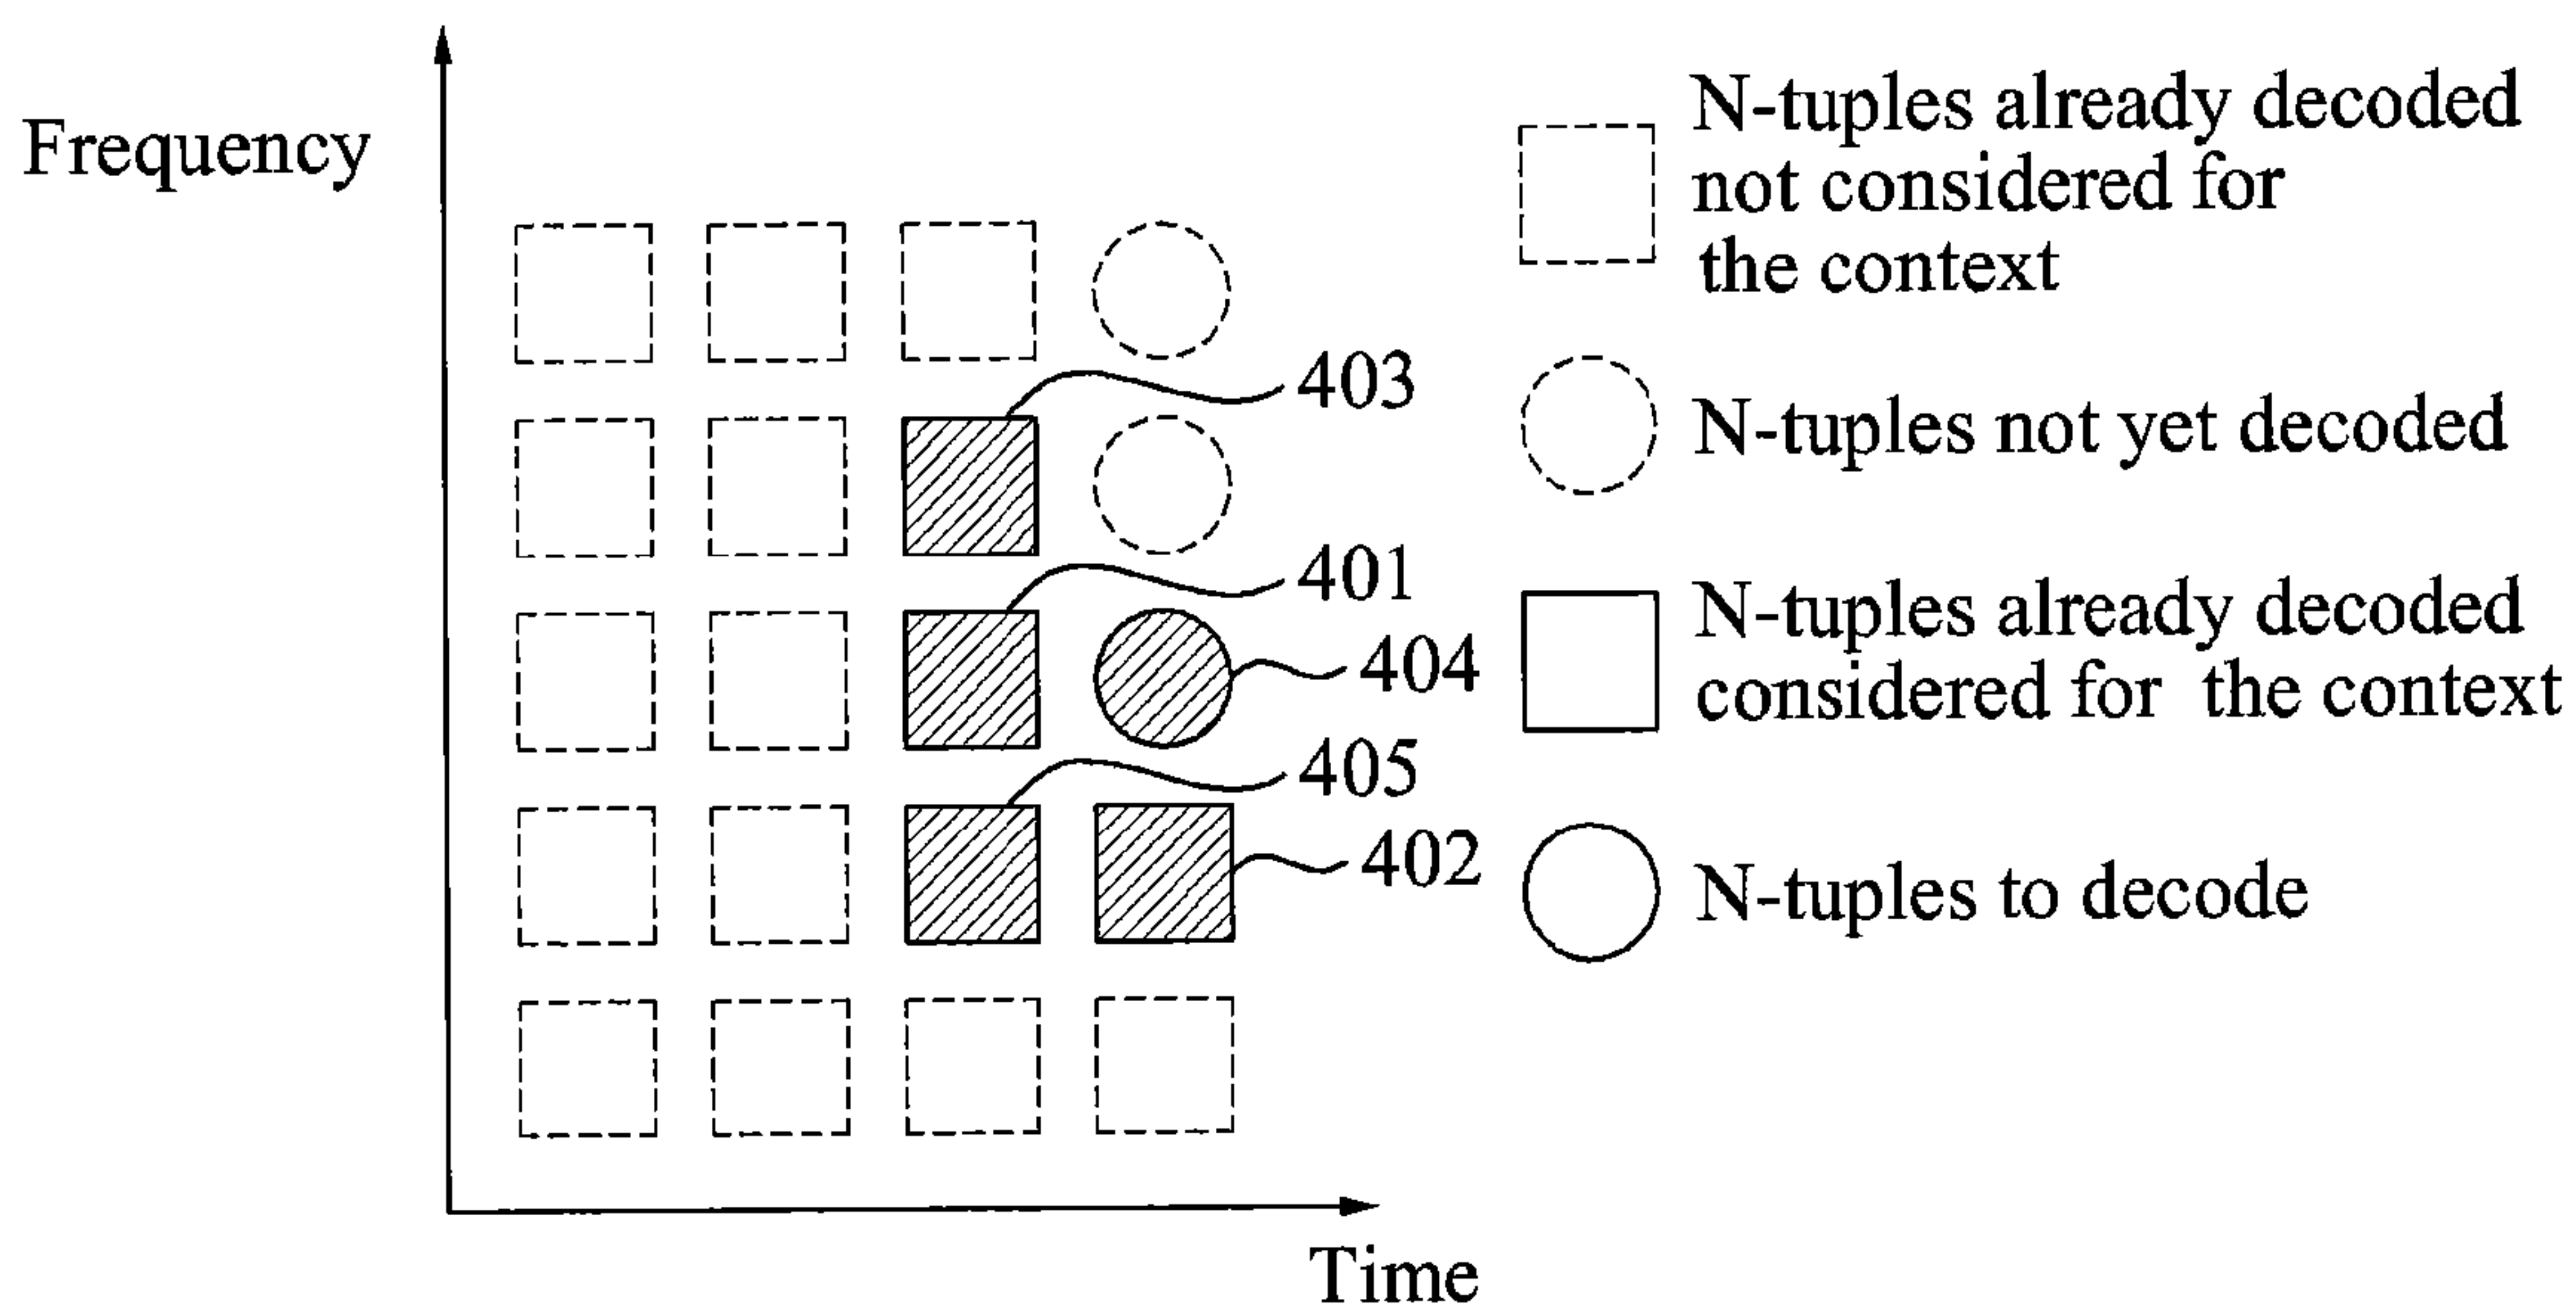 Frequency
403
401
404
405
402
Time
N-tuples already decoded
not considered for
the context
N-tuples not yet decoded
N-tuples already decoded
considered for the context
N-tuples to decode